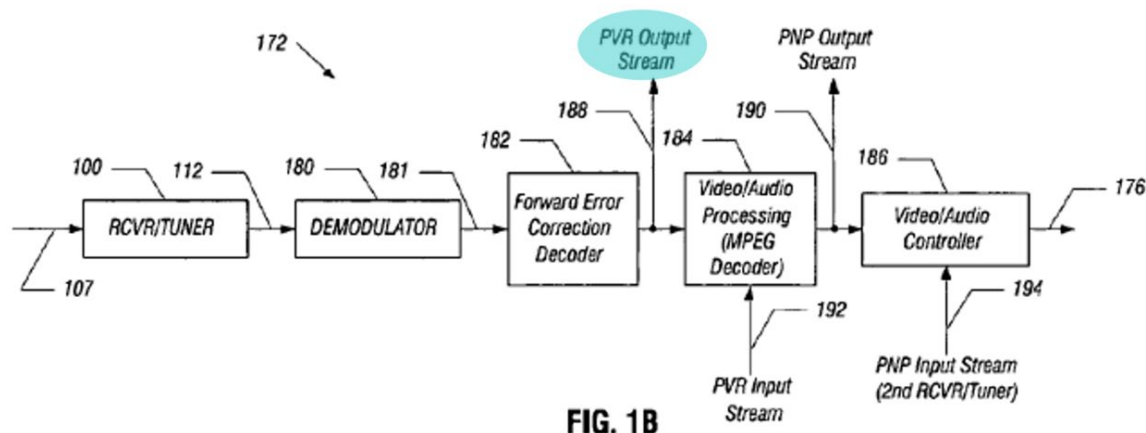 172
PVR Output
Stream
PNP Output
Stream
188
190
100
112
180
181
182
184
186
176
RCVR/TUNER
DEMODULATOR
Forward Error
Correction
Decoder
Video/Audio
Processing
(MPEG
Decoder)
Video/Audio
Controller
107
192
194
PVR Input
Stream
PNP Input Stream
(2nd RCVR/Tuner)
FIG. 1B